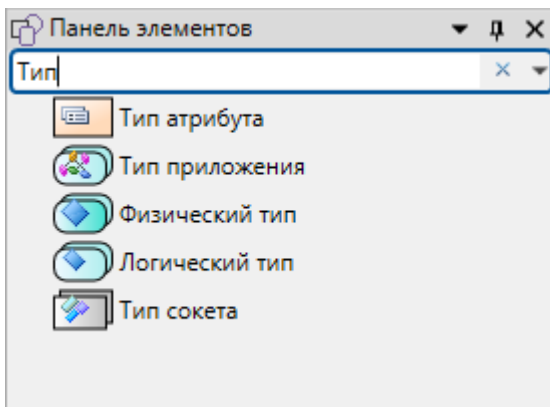 Панель элементов
Тип
Тип атрибута
Тип приложения
Физический тип
Логический тип
Тип сокета